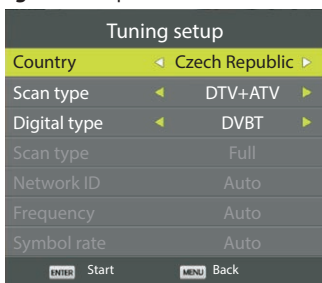 Tuning setup
Country Czech Republic
Scan type DTV+ATV
Digital type DVBT
Scan type Full
Network ID Auto
Frequency Auto
Symbol rate Auto
ENTER Start MENU Back